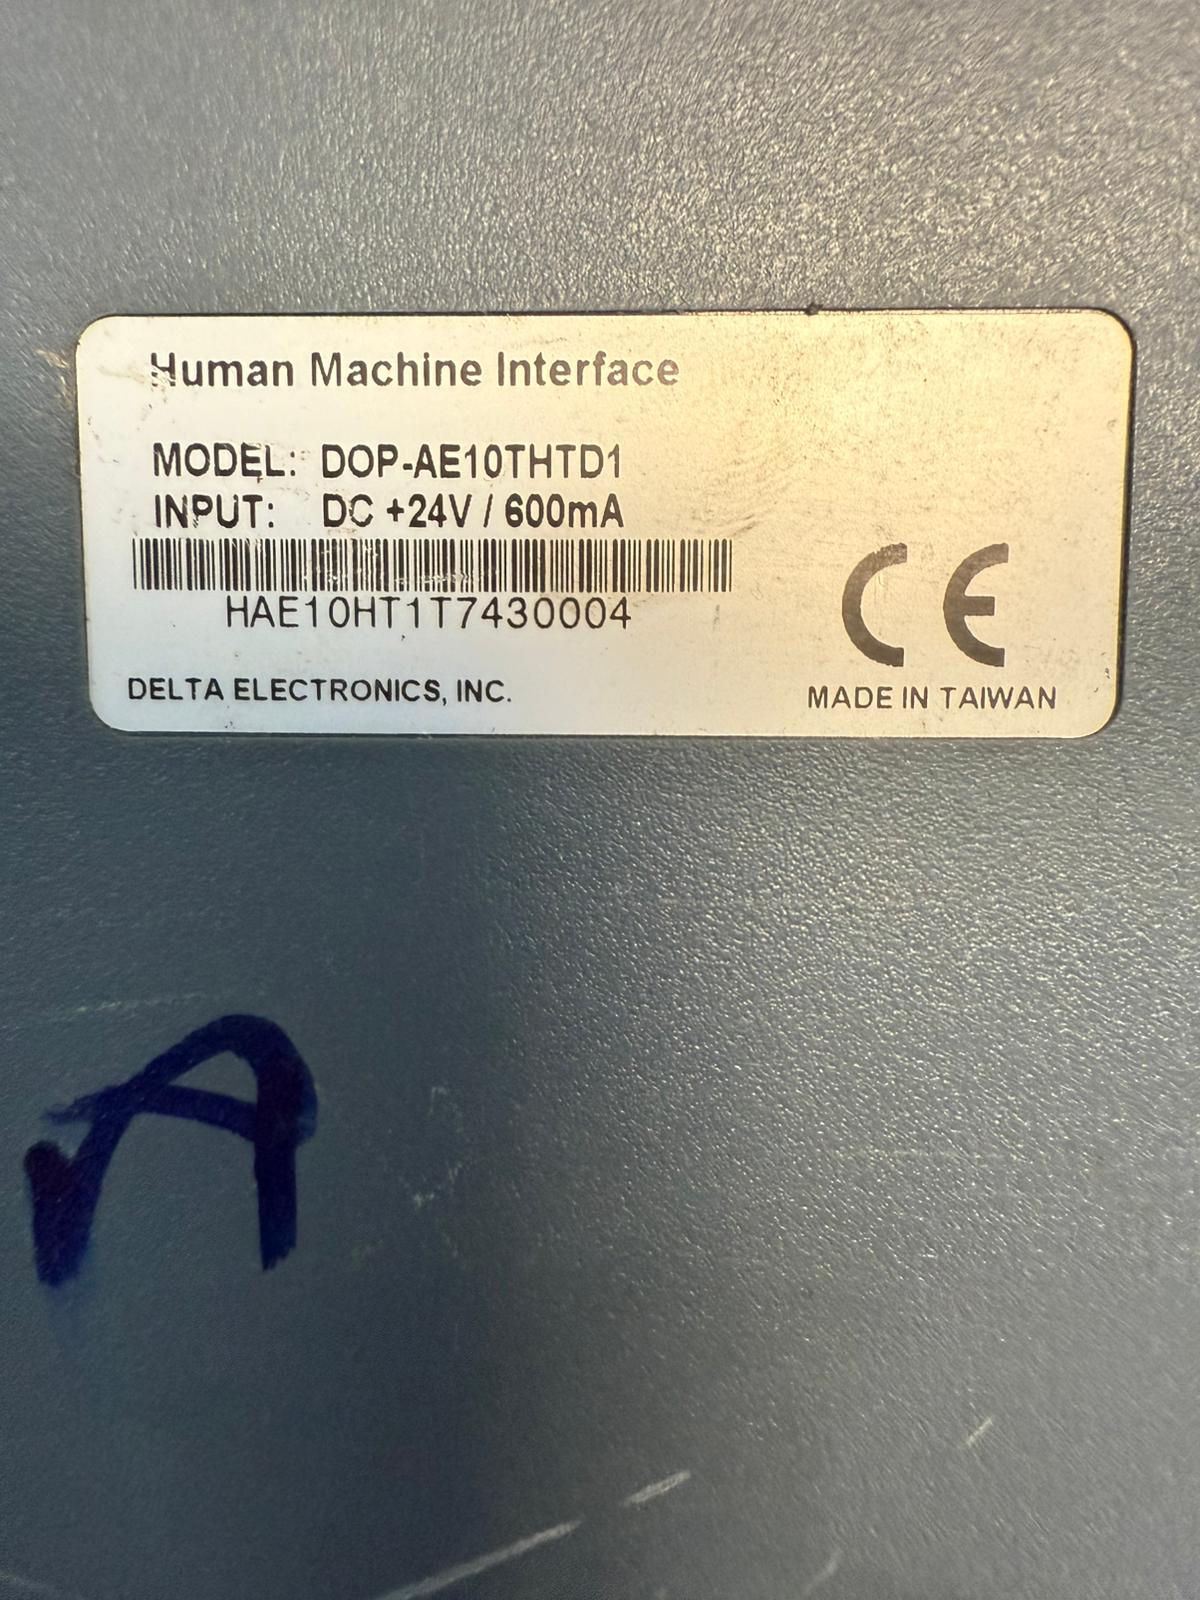 Human Machine Interface
MODEL: DOP-AE10THTD1
INPUT: DC +24V / 600mA
HAE10HT1T7430004
CE
DELTA ELECTRONICS, INC.
MADE IN TAIWAN
A